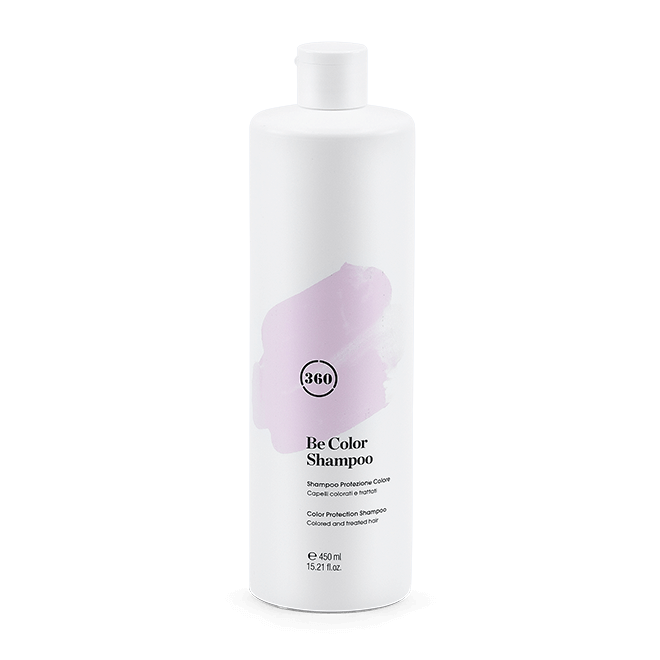 360
Be Color
Shampoo
Shampoo Protezione Colore
Capelli colorati e trattati
Color Protection Shampoo
Colored and treated hair
℮ 450 ml
15.21 fl.oz.